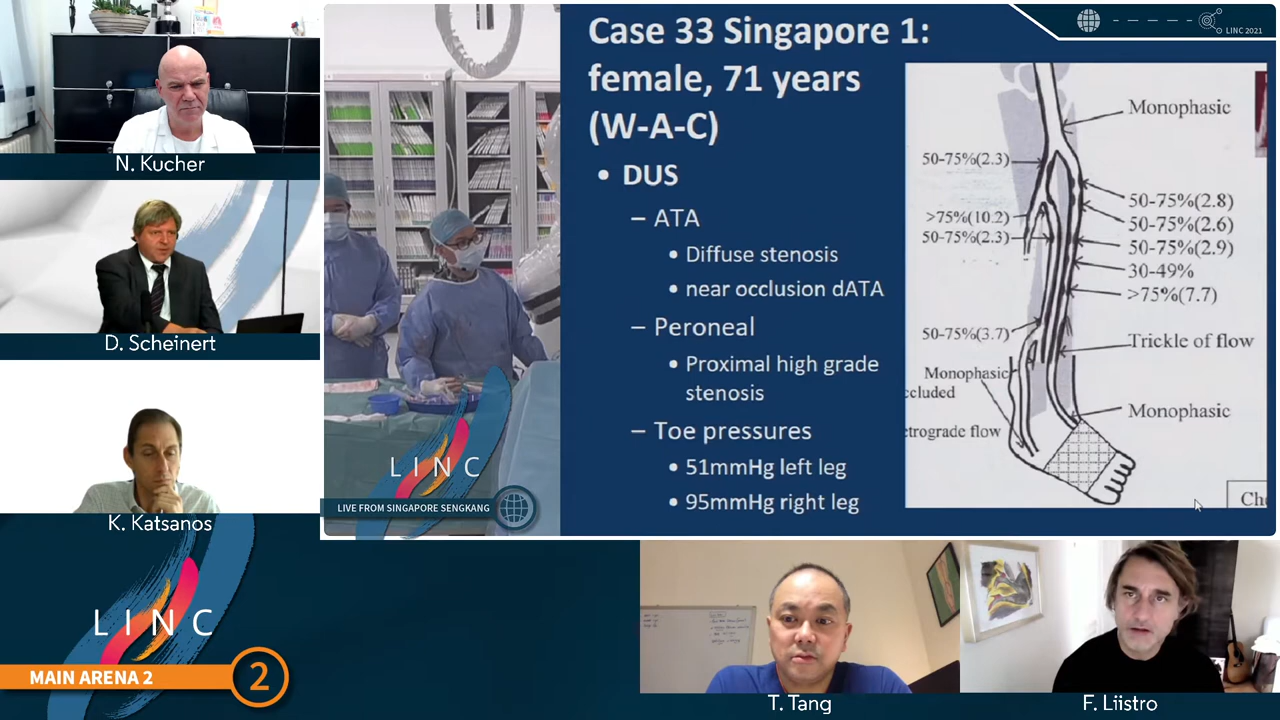 N. Kucher
D. Scheinert
K. Katsanos
LINC
MAIN ARENA 2
2
LINC
LIVE FROM SINGAPORE SENGKANG
Case 33 Singapore 1:
female, 71 years
(W-A-C)
• DUS
– ATA
• Diffuse stenosis
• near occlusion dATA
– Peroneal
• Proximal high grade
stenosis
– Toe pressures
• 51mmHg left leg
• 95mmHg right leg
LINC 2021
Monophasic
50-75%(2.3)
50-75%(2.8)
>75%(10.2)
50-75%(2.6)
50-75%(2.3)
50-75%(2.9)
30-49%
>75%(7.7)
50-75%(3.7)
Trickle of flow
Monophasic
ccluded
Monophasic
etrograde flow
Ch
T. Tang
F. Liistro